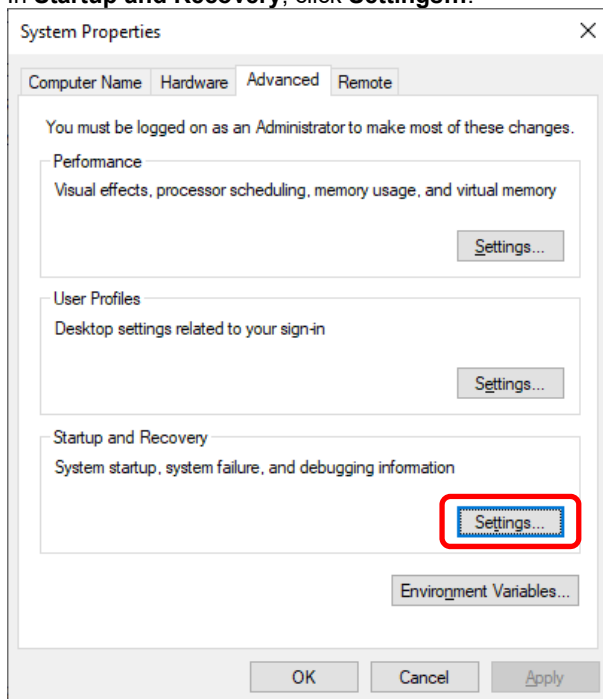 In Startup and Recovery, click Settings....
System Properties
Computer Name Hardware Advanced Remote
You must be logged on as an Administrator to make most of these changes.
Performance
Visual effects, processor scheduling, memory usage, and virtual memory
Settings...
User Profiles
Desktop settings related to your sign-in
Settings...
Startup and Recovery
System startup, system failure, and debugging information
Settings...
Environment Variables...
OK Cancel Apply